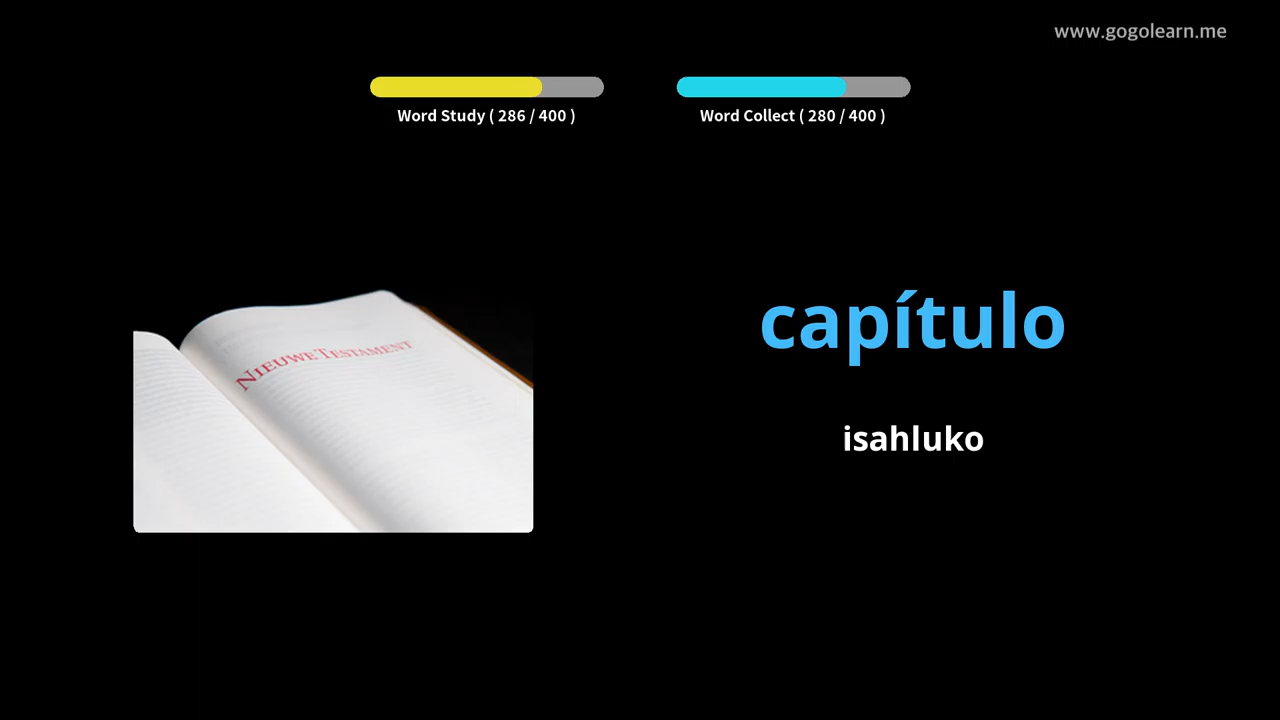 www.gogolearn.me
Word Study ( 286 / 400 )
Word Collect ( 280 / 400 )
NIEUWE TESTAMENT
capítulo
isahluko